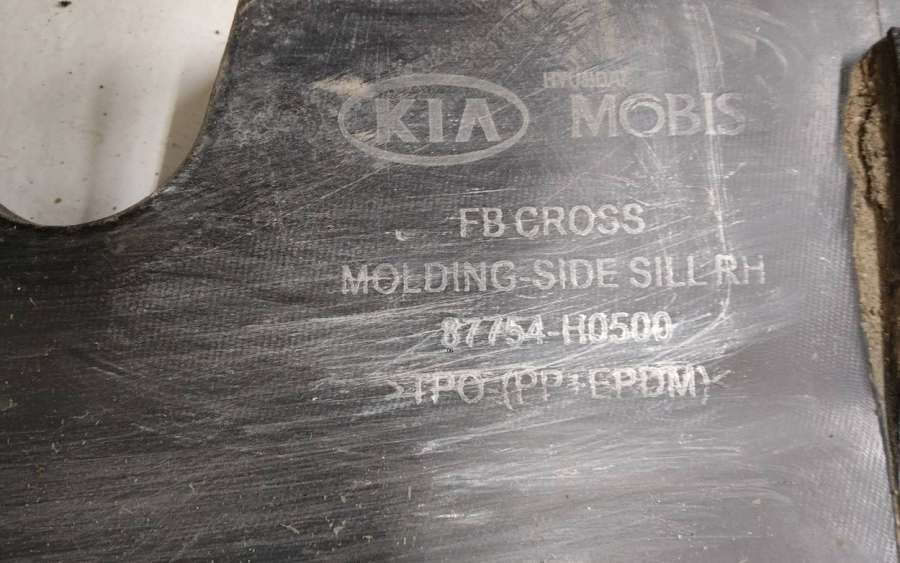 KIA
HYUNDAI
MOBIS
FB CROSS
MOLDING-SIDE SILL RH
87754-H0500
>TPO-(PP+EPDM)<